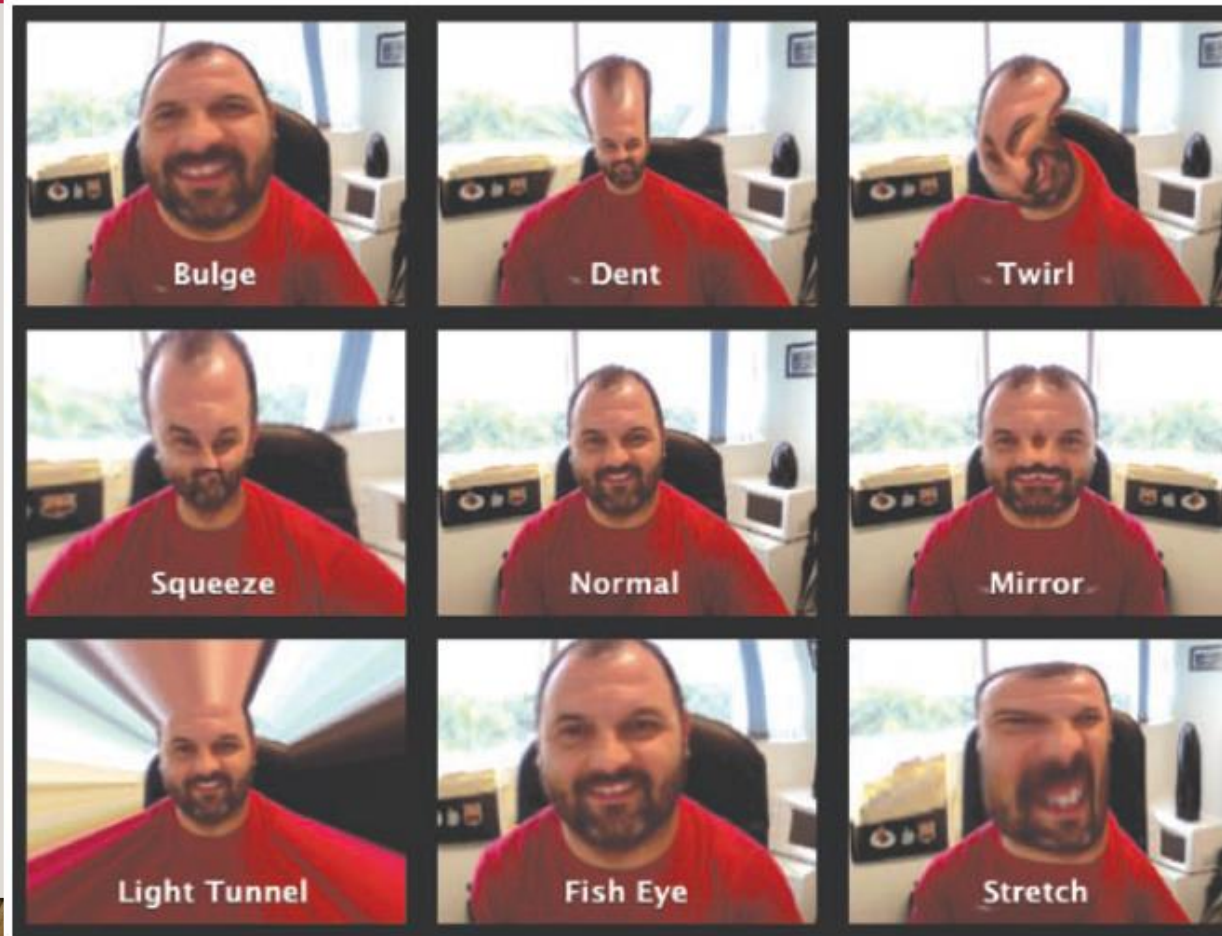 Bulge
Dent
Twirl
Squeeze
Normal
Mirror
Light Tunnel
Fish Eye
Stretch